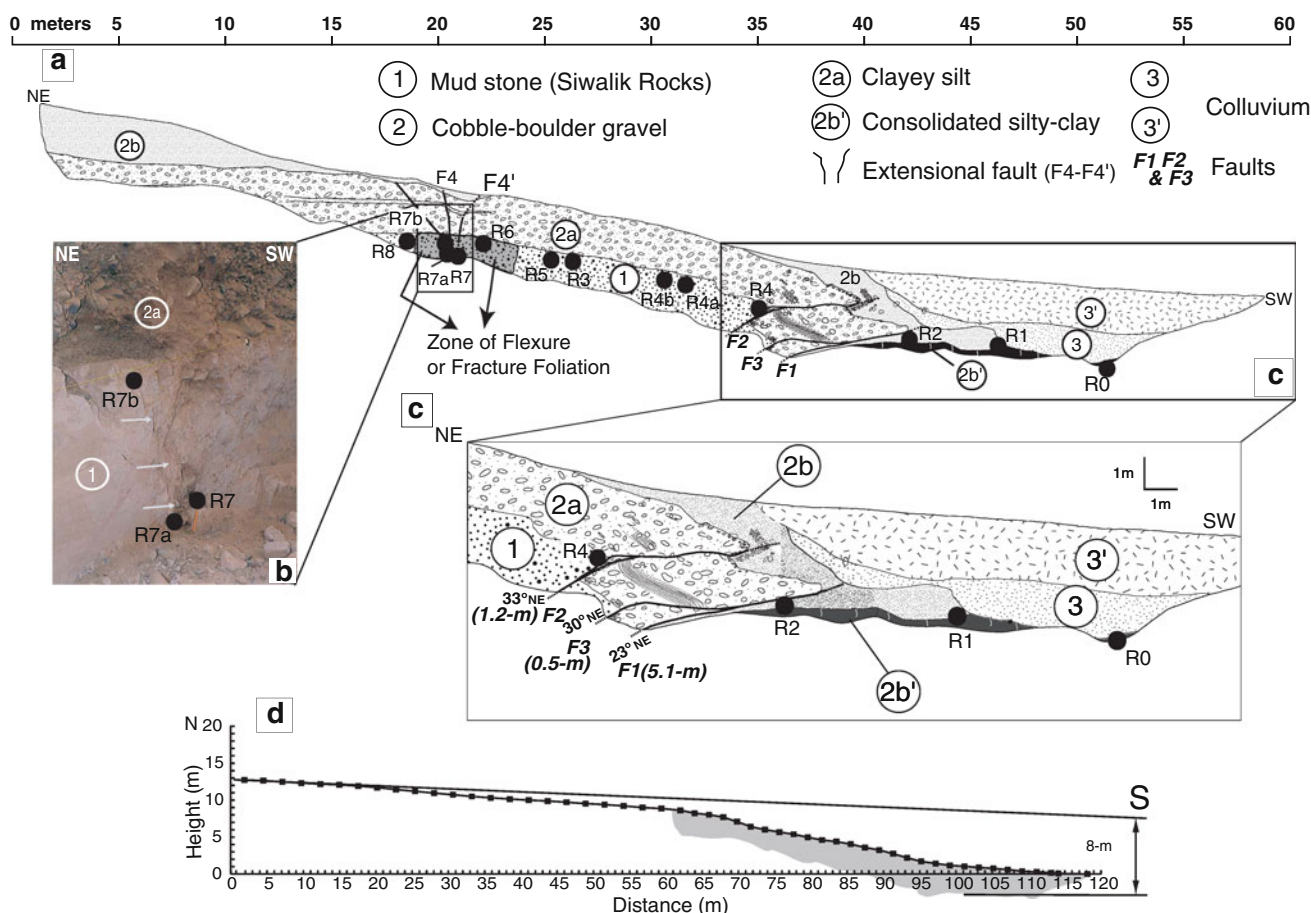 0 meters 5 10 15 20 25 30 35 40 45 50 55 60
a
NE
1 Mud stone (Siwalik Rocks)
2 Cobble-boulder gravel
2a Clayey silt
2b' Consolidated silty-clay
Extensional fault (F4-F4')
3
3'
Colluvium
F1 F2
& F3
Faults
2b
F4
F4'
R7b
R8
R7a
R7
R6
2a
R5
R3
1
R4b
R4a
R4
2b
3'
SW
F2
F3
F1
R2
R1
3
2b'
R0
c
Zone of Flexure
or Fracture Foliation
NE SW
2a
R7b
1
R7
R7a
b
c
NE
2b
1m
1m
2a
SW
1
R4
3'
33°NE
(1.2-m) F2
30°NE
F3
(0.5-m)
23°NE
F1(5.1-m)
3
R2
R1
R0
2b'
d
N 20
15
10
5
0
Height (m)
S
8-m
0 5 10 15 20 25 30 35 40 45 50 55 60 65 70 75 80 85 90 95 100 105 110 115 120
Distance (m)